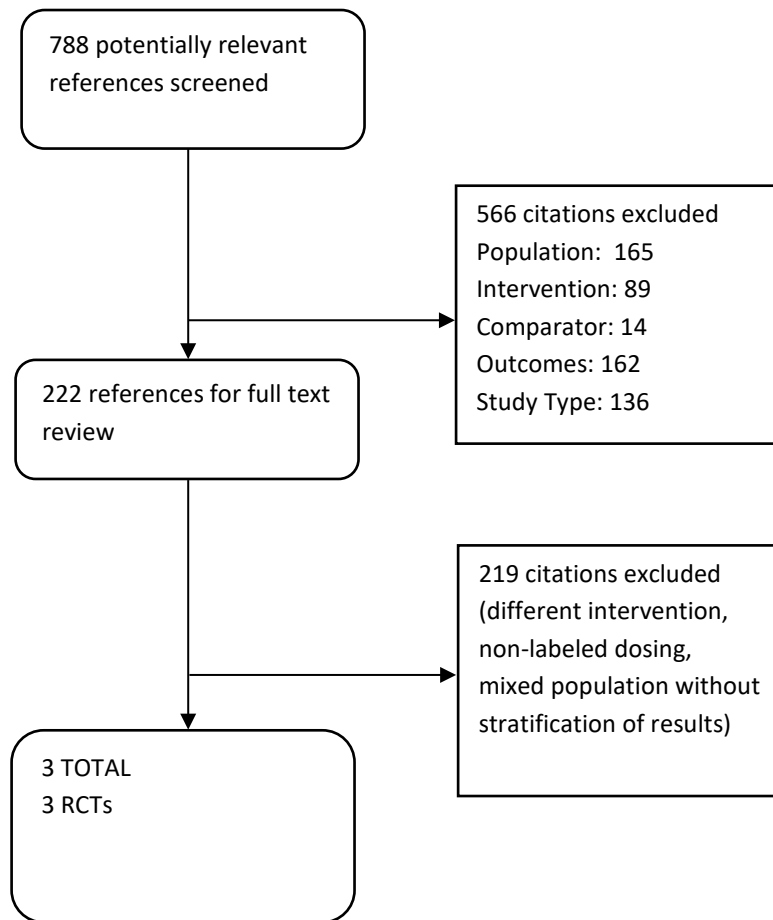 788 potentially relevant
references screened
566 citations excluded
Population:  165
Intervention: 89
Comparator: 14
Outcomes: 162
Study Type: 136
222 references for full text
review
219 citations excluded
(different intervention,
non-labeled dosing,
mixed population without
stratification of results)
3 TOTAL
3 RCTs